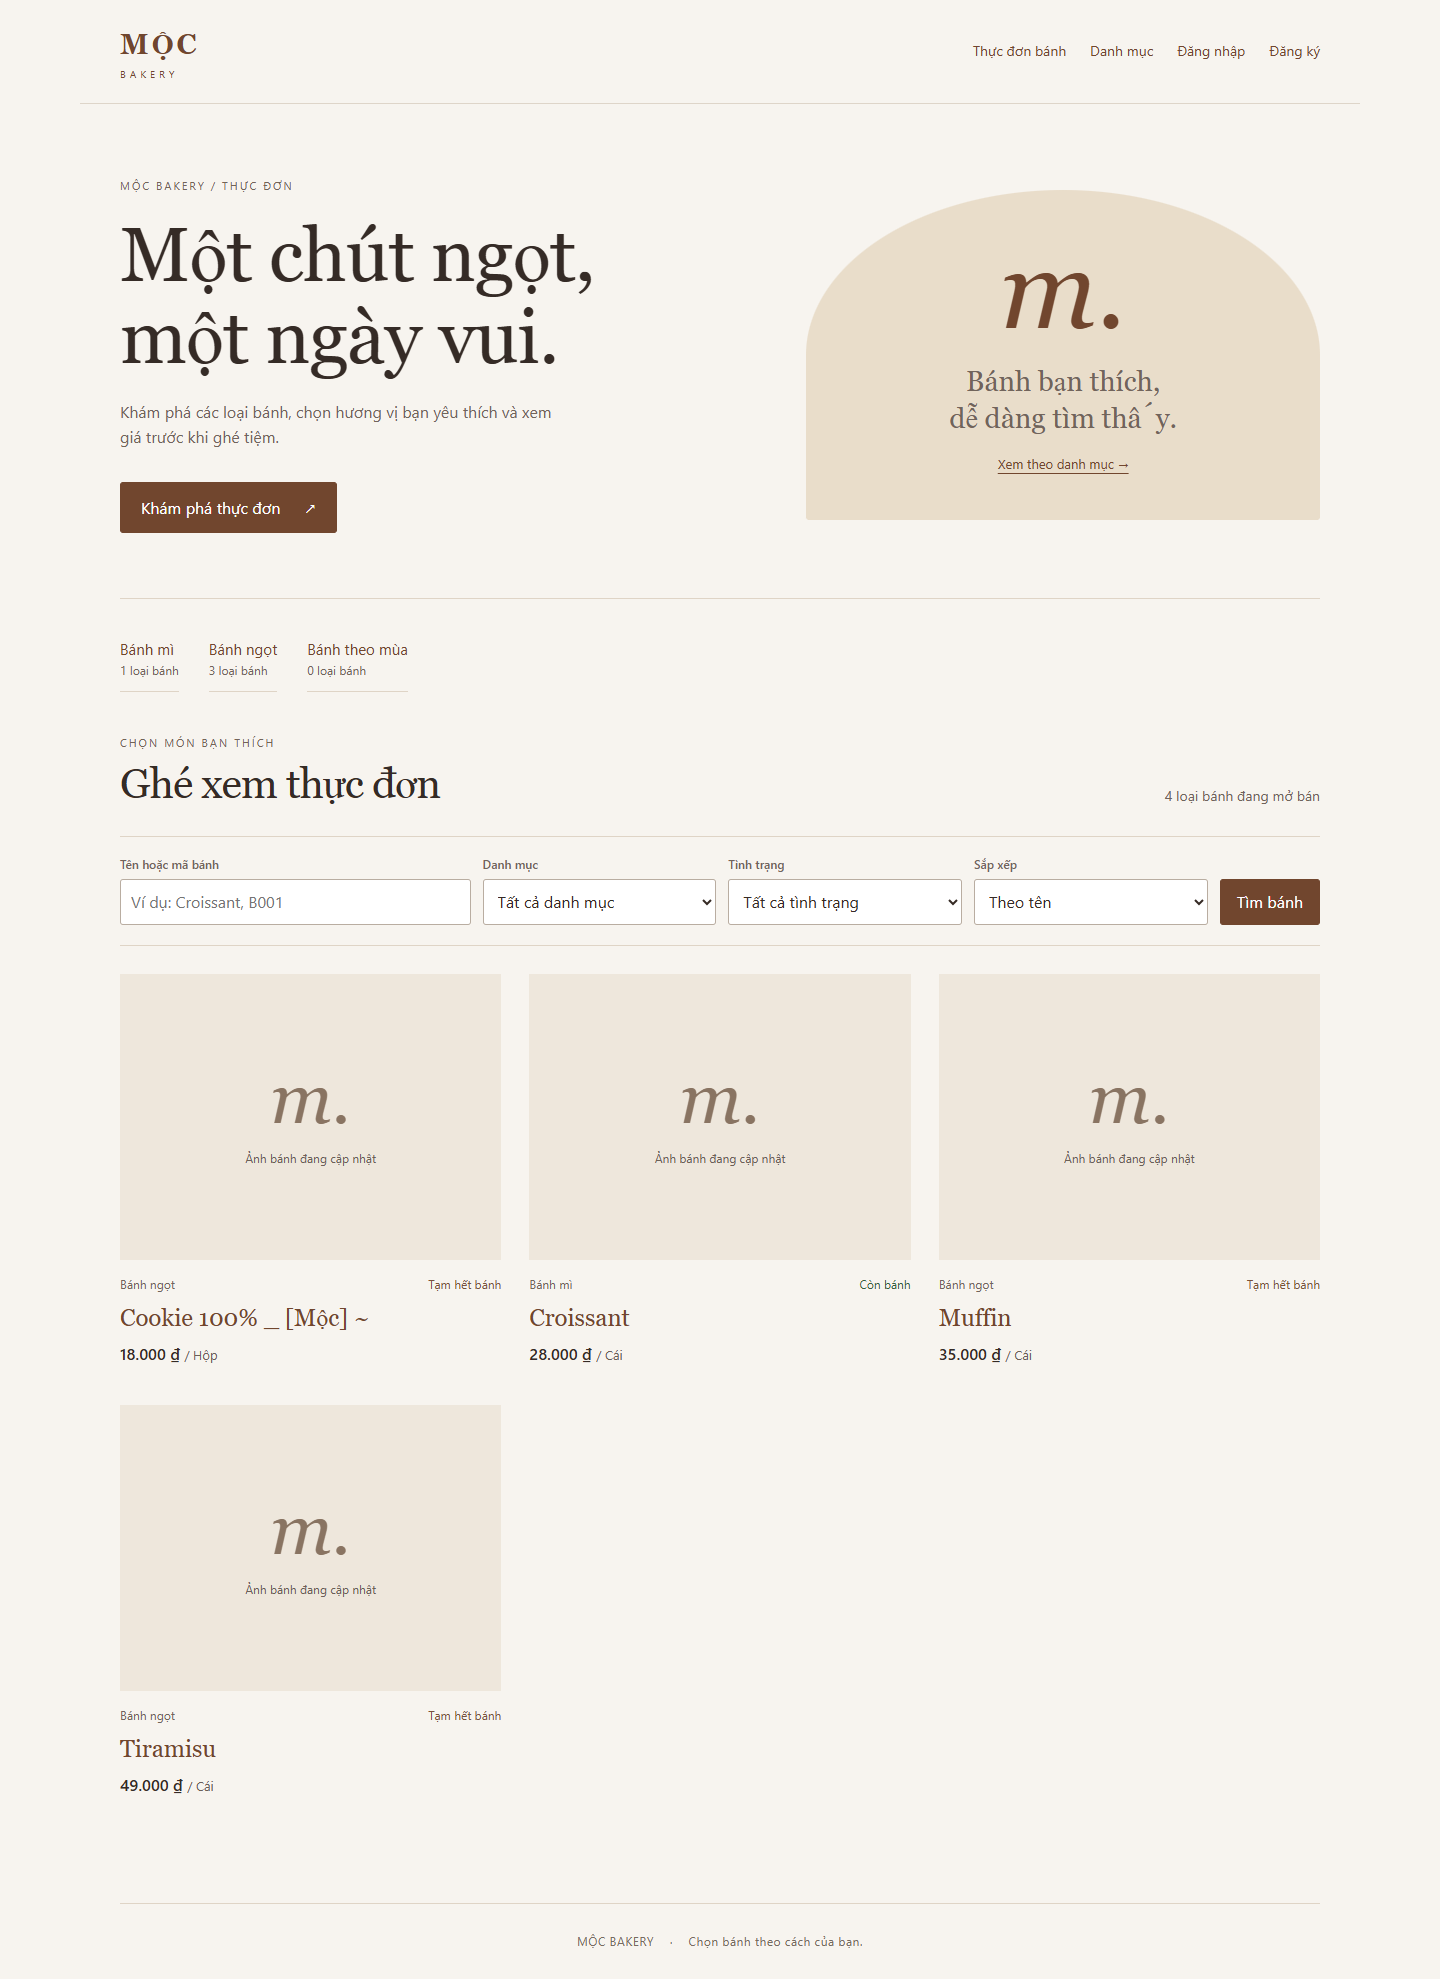 MỘC
BAKERY
Thực đơn bánh Danh mục Đăng nhập Đăng ký
MỘC BAKERY / THỰC ĐƠN
Một chút ngọt,
một ngày vui.
Khám phá các loại bánh, chọn hương vị bạn yêu thích và xem
giá trước khi ghé tiệm.
Khám phá thực đơn ↗
m.
Bánh bạn thích,
dễ dàng tìm thấy.
Xem theo danh mục →
Bánh mì Bánh ngọt Bánh theo mùa
1 loại bánh 3 loại bánh 0 loại bánh
CHỌN MÓN BẠN THÍCH
Ghé xem thực đơn
4 loại bánh đang mở bán
Tên hoặc mã bánh Danh mục Tình trạng Sắp xếp
Ví dụ: Croissant, B001 Tất cả danh mục Tất cả tình trạng Theo tên Tìm bánh
m. m. m.
Ảnh bánh đang cập nhật Ảnh bánh đang cập nhật Ảnh bánh đang cập nhật
Bánh ngọt Tạm hết bánh Bánh mì Còn bánh Bánh ngọt Tạm hết bánh
Cookie 100% _ [Mộc] ~ Croissant Muffin
18.000 ₫ / Hộp 28.000 ₫ / Cái 35.000 ₫ / Cái
m.
Ảnh bánh đang cập nhật
Bánh ngọt Tạm hết bánh
Tiramisu
49.000 ₫ / Cái
MỘC BAKERY · Chọn bánh theo cách của bạn.